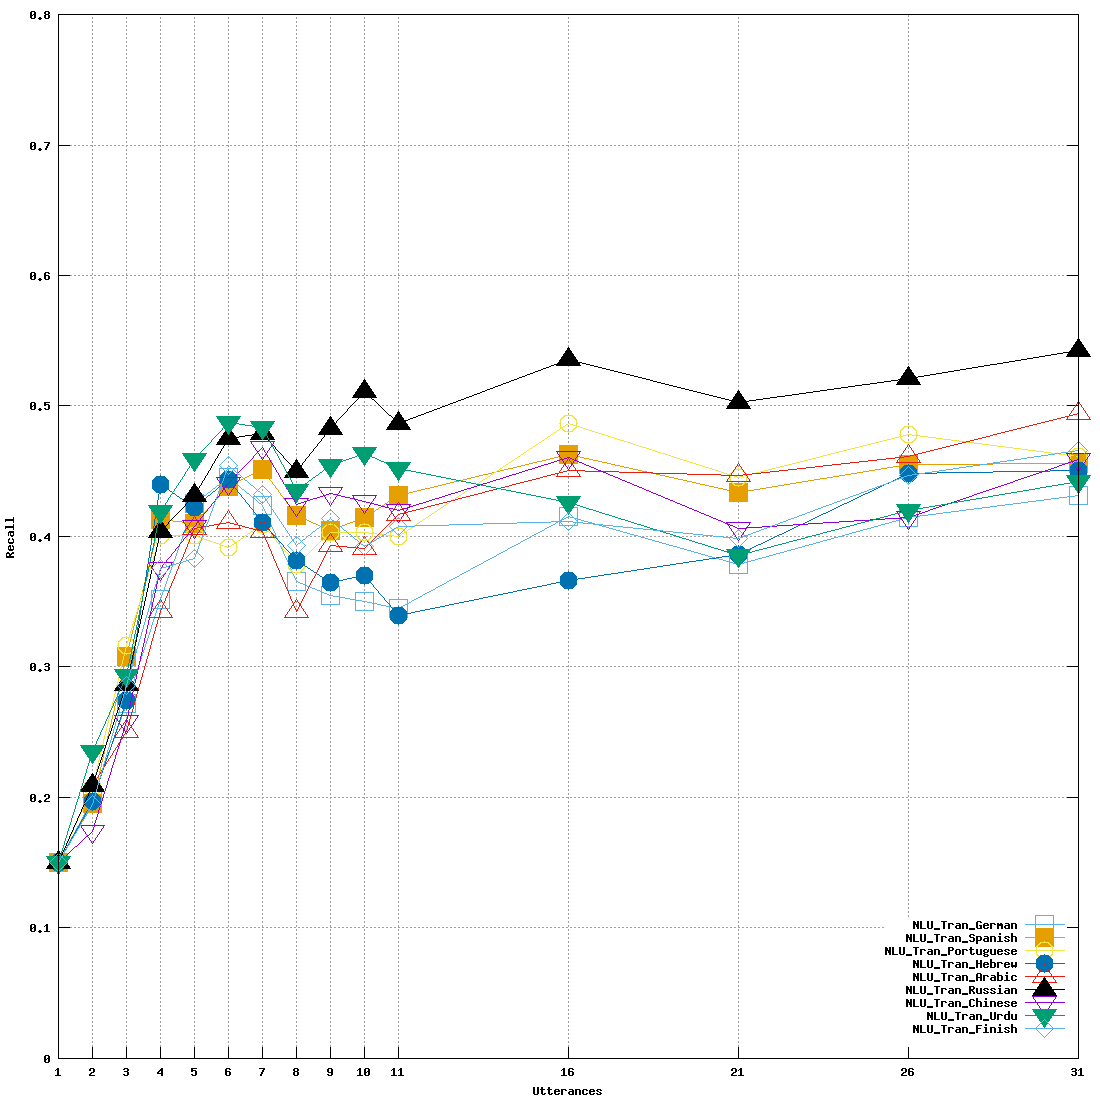 0.8
0.7
0.6
0.5
0.4
0.3
0.2
0.1
0
Recall
NLU_Tran_German
NLU_Tran_Spanish
NLU_Tran_Portuguese
NLU_Tran_Hebrew
NLU_Tran_Arabic
NLU_Tran_Russian
NLU_Tran_Chinese
NLU_Tran_Urdu
NLU_Tran_Finish
1 2 3 4 5 6 7 8 9 10 11 16 21 26 31
Utterances